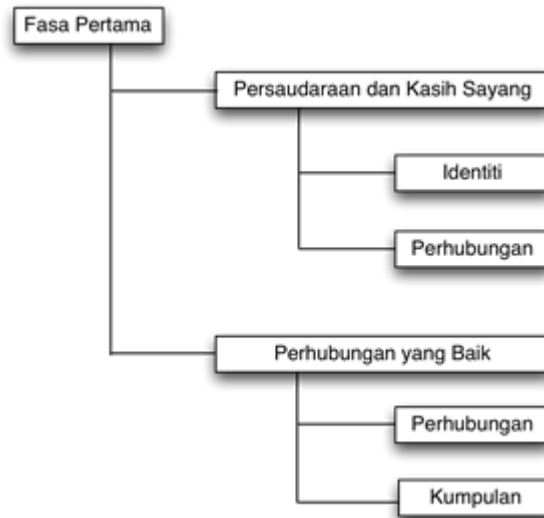 Fasa Pertama
Persaudaraan dan Kasih Sayang
Identiti
Perhubungan
Perhubungan yang Baik
Perhubungan
Kumpulan